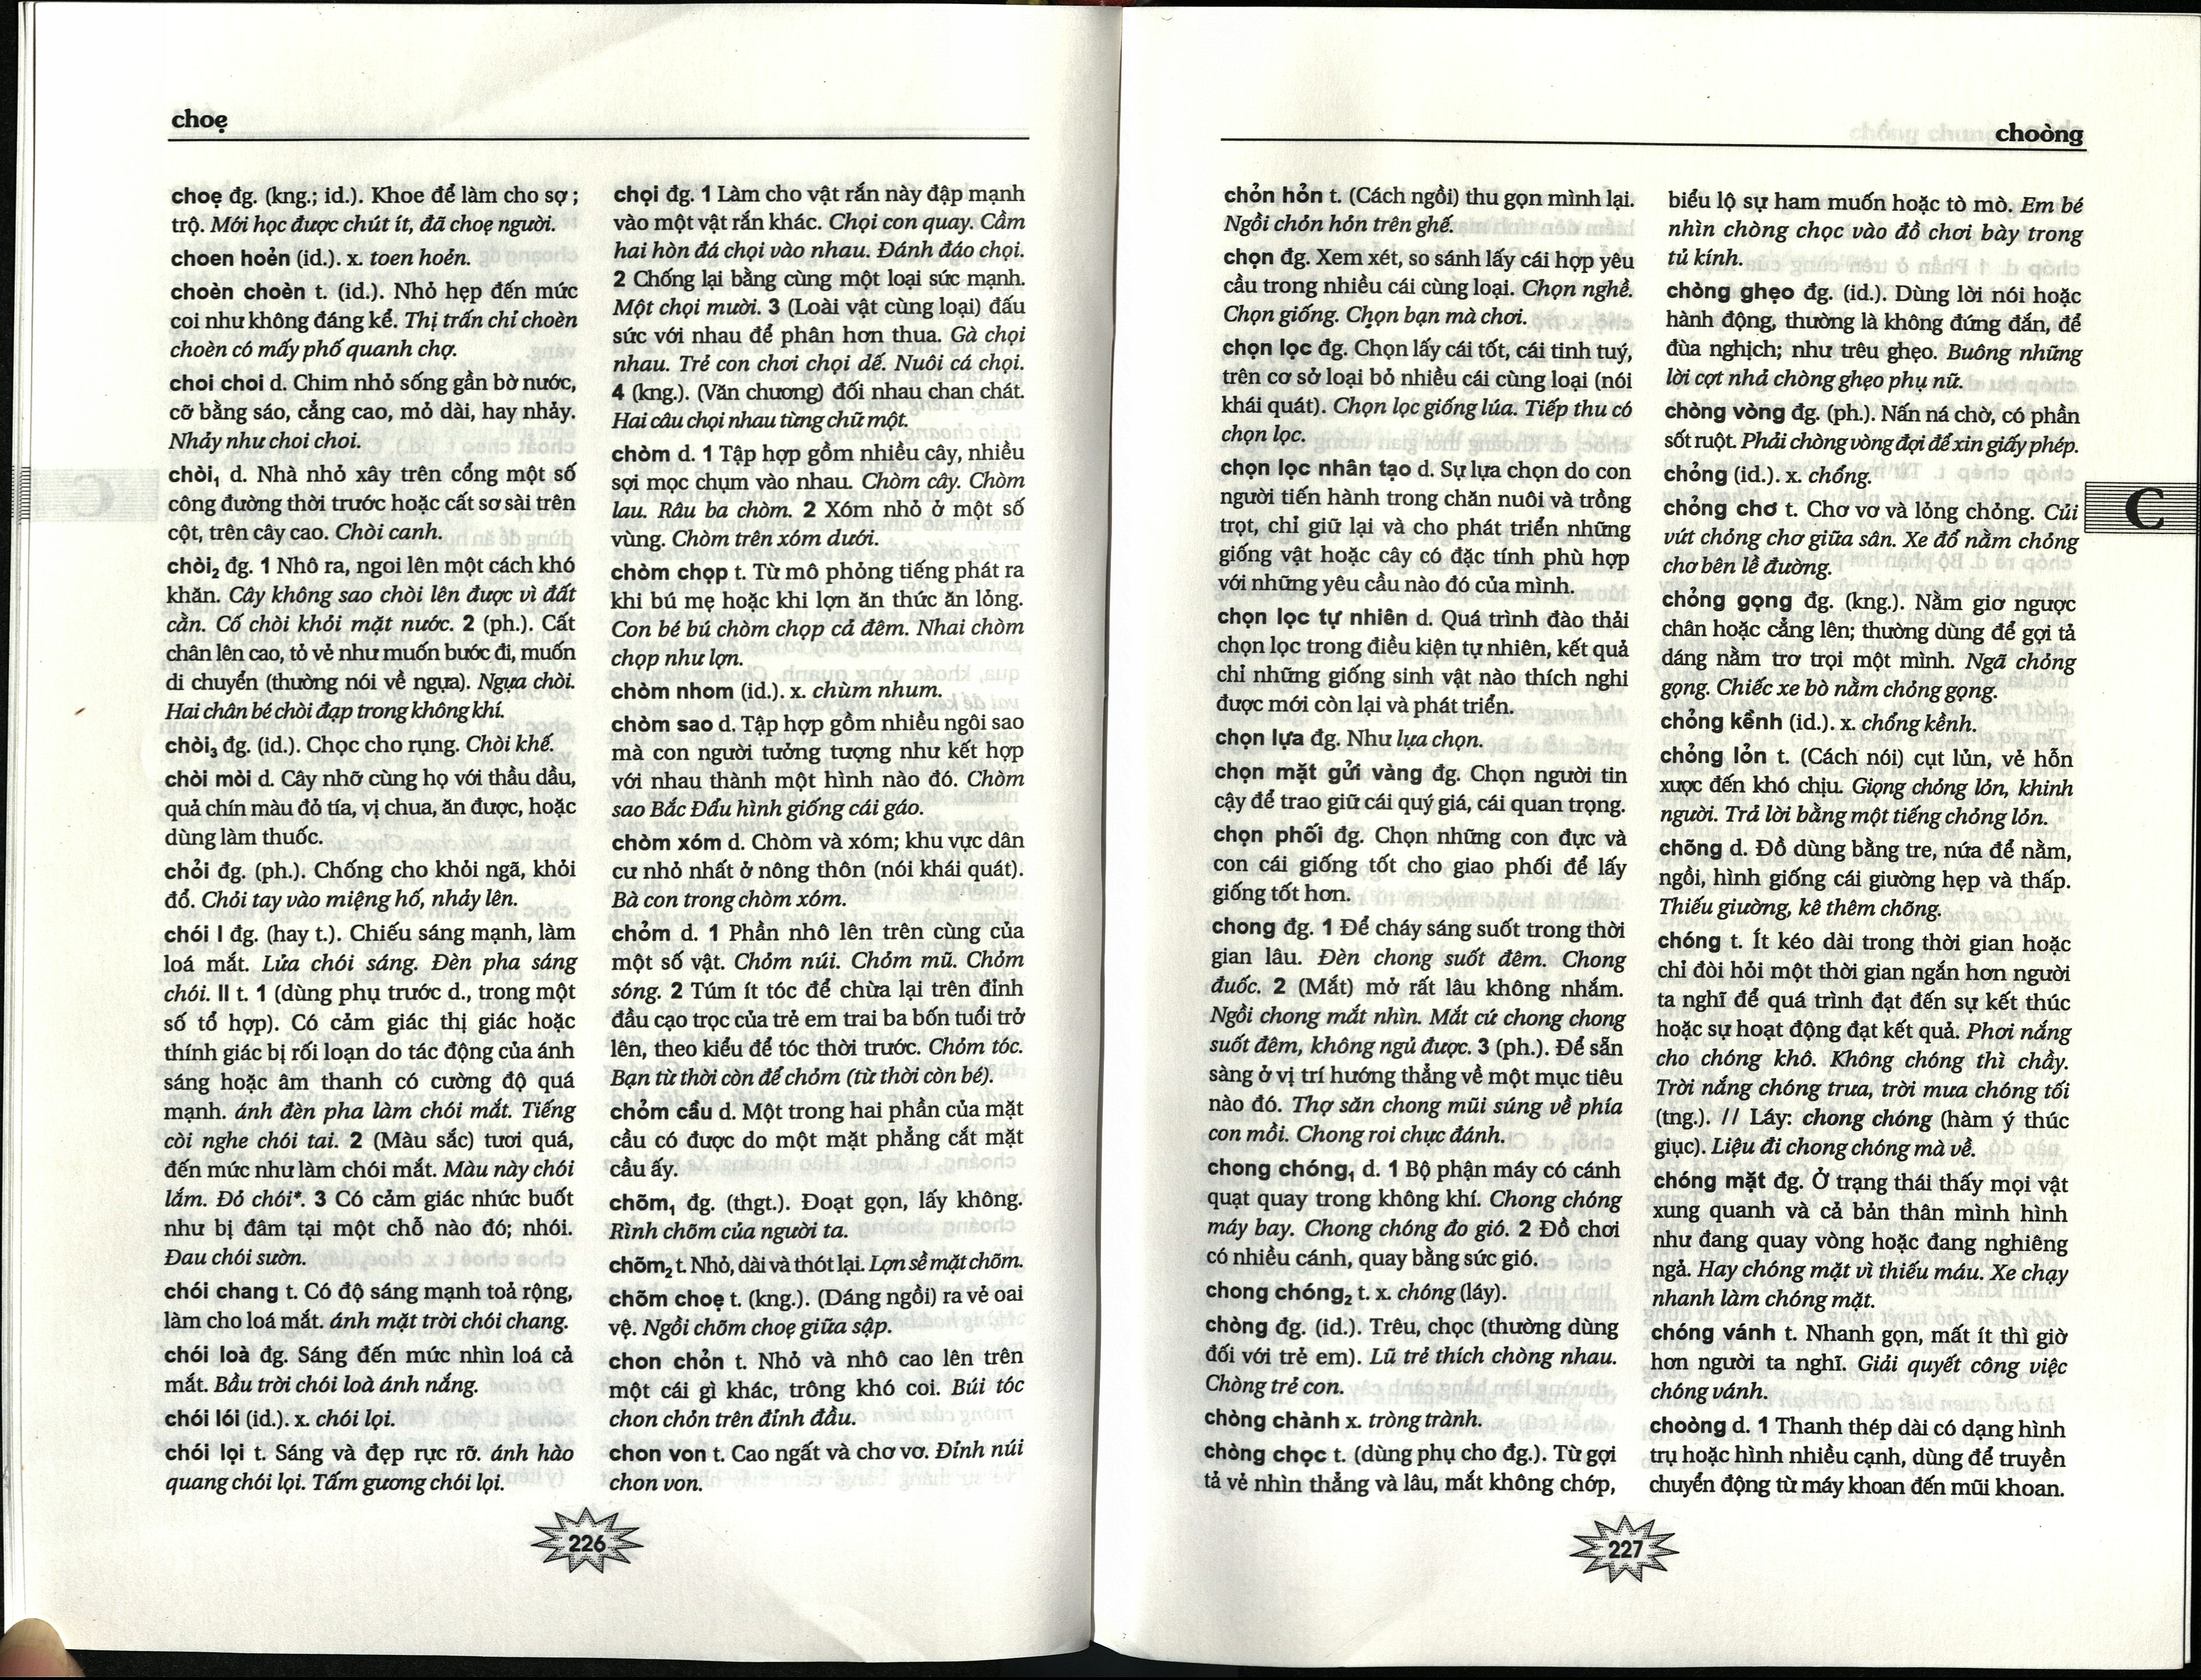 choẹ
choẹ đg. (kng.; id.). Khoe để làm cho sợ ;
trộ. Mới học được chút ít, đã choẹ người.
choen hoẻn (id.). x. toen hoẻn.
choèn choèn t. (id.). Nhỏ hẹp đến mức
coi như không đáng kể. Thị trấn chỉ choèn
choèn có mấy phố quanh chợ.
choi choi d. Chim nhỏ sống gần bờ nước,
cỡ bằng sáo, cẳng cao, mỏ dài, hay nhảy.
Nhảy như choi choi.
chòi₁ d. Nhà nhỏ xây trên cổng một số
công đường thời trước hoặc cất sơ sài trên
cột, trên cây cao. Chòi canh.
chòi₂ đg. 1 Nhô ra, ngoi lên một cách khó
khăn. Cây không sao chòi lên được vì đất
cằn. Cố chòi khỏi mặt nước. 2 (ph.). Cất
chân lên cao, tỏ vẻ như muốn bước đi, muốn
di chuyển (thường nói về ngựa). Ngựa chòi.
Hai chân bé chòi đạp trong không khí.
chòi₃ đg. (id.). Chọc cho rụng. Chòi khế.
chòi mòi d. Cây nhỡ cùng họ với thầu dầu,
quả chín màu đỏ tía, vị chua, ăn được, hoặc
dùng làm thuốc.
chỏi đg. (ph.). Chống cho khỏi ngã, khỏi
đổ. Chỏi tay vào miệng hố, nhảy lên.
chói I đg. (hay t.). Chiếu sáng mạnh, làm
loá mắt. Lửa chói sáng. Đèn pha sáng
chói. II t. 1 (dùng phụ trước d., trong một
số tổ hợp). Có cảm giác thị giác hoặc
thính giác bị rối loạn do tác động của ánh
sáng hoặc âm thanh có cường độ quá
mạnh. ánh đèn pha làm chói mắt. Tiếng
còi nghe chói tai. 2 (Màu sắc) tươi quá,
đến mức như làm chói mắt. Màu này chói
lắm. Đỏ chói*. 3 Có cảm giác nhức buốt
như bị đâm tại một chỗ nào đó; nhói.
Đau chói sườn.
chói chang t. Có độ sáng mạnh toả rộng,
làm cho loá mắt. ánh mặt trời chói chang.
chói loà đg. Sáng đến mức nhìn loá cả
mắt. Bầu trời chói loà ánh nắng.
chói lói (id.). x. chói lọi.
chói lọi t. Sáng và đẹp rực rỡ. ánh hào
quang chói lọi. Tấm gương chói lọi.
chọi đg. 1 Làm cho vật rắn này đập mạnh
vào một vật rắn khác. Chọi con quay. Cầm
hai hòn đá chọi vào nhau. Đánh đáo chọi.
2 Chống lại bằng cùng một loại sức mạnh.
Một chọi mười. 3 (Loài vật cùng loại) đấu
sức với nhau để phân hơn thua. Gà chọi
nhau. Trẻ con chơi chọi dế. Nuôi cá chọi.
4 (kng.). (Văn chương) đối nhau chan chát.
Hai câu chọi nhau từng chữ một.
chòm d. 1 Tập hợp gồm nhiều cây, nhiều
sợi mọc chụm vào nhau. Chòm cây. Chòm
lau. Râu ba chòm. 2 Xóm nhỏ ở một số
vùng. Chòm trên xóm dưới.
chòm chọp t. Từ mô phỏng tiếng phát ra
khi bú mẹ hoặc khi lợn ăn thức ăn lỏng.
Con bé bú chòm chọp cả đêm. Nhai chòm
chọp như lợn.
chòm nhom (id.). x. chùm nhum.
chòm sao d. Tập hợp gồm nhiều ngôi sao
mà con người tưởng tượng như kết hợp
với nhau thành một hình nào đó. Chòm
sao Bắc Đẩu hình giống cái gáo.
chòm xóm d. Chòm và xóm; khu vực dân
cư nhỏ nhất ở nông thôn (nói khái quát).
Bà con trong chòm xóm.
chỏm d. 1 Phần nhô lên trên cùng của
một số vật. Chỏm núi. Chỏm mũ. Chỏm
sóng. 2 Túm ít tóc để chừa lại trên đỉnh
đầu cạo trọc của trẻ em trai ba bốn tuổi trở
lên, theo kiểu để tóc thời trước. Chỏm tóc.
Bạn từ thời còn để chỏm (từ thời còn bé).
chỏm cầu d. Một trong hai phần của mặt
cầu có được do một mặt phẳng cắt mặt
cầu ấy.
chõm₁ đg. (thgt.). Đoạt gọn, lấy không.
Rình chõm của người ta.
chõm₂ t. Nhỏ, dài và thót lại. Lợn sề mặt chõm.
chõm choẹ t. (kng.). (Dáng ngồi) ra vẻ oai
vệ. Ngồi chõm choẹ giữa sập.
chon chỏn t. Nhỏ và nhô cao lên trên
một cái gì khác, trông khó coi. Búi tóc
chon chỏn trên đỉnh đầu.
chon von t. Cao ngất và chơ vơ. Đỉnh núi
chon von.
226
choòng
chỏn hỏn t. (Cách ngồi) thu gọn mình lại.
Ngồi chỏn hỏn trên ghế.
chọn đg. Xem xét, so sánh lấy cái hợp yêu
cầu trong nhiều cái cùng loại. Chọn nghề.
Chọn giống. Chọn bạn mà chơi.
chọn lọc đg. Chọn lấy cái tốt, cái tinh tuý,
trên cơ sở loại bỏ nhiều cái cùng loại (nói
khái quát). Chọn lọc giống lúa. Tiếp thu có
chọn lọc.
chọn lọc nhân tạo d. Sự lựa chọn do con
người tiến hành trong chăn nuôi và trồng
trọt, chỉ giữ lại và cho phát triển những
giống vật hoặc cây có đặc tính phù hợp
với những yêu cầu nào đó của mình.
chọn lọc tự nhiên d. Quá trình đào thải
chọn lọc trong điều kiện tự nhiên, kết quả
chỉ những giống sinh vật nào thích nghi
được mới còn lại và phát triển.
chọn lựa đg. Như lựa chọn.
chọn mặt gửi vàng đg. Chọn người tin
cậy để trao giữ cái quý giá, cái quan trọng.
chọn phối đg. Chọn những con đực và
con cái giống tốt cho giao phối để lấy
giống tốt hơn.
chong đg. 1 Để cháy sáng suốt trong thời
gian lâu. Đèn chong suốt đêm. Chong
đuốc. 2 (Mắt) mở rất lâu không nhắm.
Ngồi chong mắt nhìn. Mắt cứ chong chong
suốt đêm, không ngủ được. 3 (ph.). Để sẵn
sàng ở vị trí hướng thẳng về một mục tiêu
nào đó. Thợ săn chong mũi súng về phía
con mồi. Chong roi chực đánh.
chong chóng₁ d. 1 Bộ phận máy có cánh
quạt quay trong không khí. Chong chóng
máy bay. Chong chóng đo gió. 2 Đồ chơi
có nhiều cánh, quay bằng sức gió.
chong chóng₂ t. x. chóng (láy).
chòng đg. (id.). Trêu, chọc (thường dùng
đối với trẻ em). Lũ trẻ thích chòng nhau.
Chòng trẻ con.
chòng chành x. tròng trành.
chòng chọc t. (dùng phụ cho đg.). Từ gợi
tả vẻ nhìn thẳng và lâu, mắt không chớp,
biểu lộ sự ham muốn hoặc tò mò. Em bé
nhìn chòng chọc vào đồ chơi bày trong
tủ kính.
chòng ghẹo đg. (id.). Dùng lời nói hoặc
hành động, thường là không đứng đắn, để
đùa nghịch; như trêu ghẹo. Buông những
lời cợt nhả chòng ghẹo phụ nữ.
chòng vòng đg. (ph.). Nấn ná chờ, có phần
sốt ruột. Phải chòng vòng đợi để xin giấy phép.
chỏng (id.). x. chổng.
chỏng chơ t. Chơ vơ và lỏng chỏng. Củi
vứt chỏng chơ giữa sân. Xe đổ nằm chỏng
chơ bên lề đường.
chỏng gọng đg. (kng.). Nằm giơ ngược
chân hoặc cẳng lên; thường dùng để gợi tả
dáng nằm trơ trọi một mình. Ngã chỏng
gọng. Chiếc xe bò nằm chỏng gọng.
chỏng kềnh (id.). x. chổng kềnh.
chỏng lỏn t. (Cách nói) cụt lủn, vẻ hỗn
xược đến khó chịu. Giọng chỏng lỏn, khinh
người. Trả lời bằng một tiếng chỏng lỏn.
chõng d. Đồ dùng bằng tre, nứa để nằm,
ngồi, hình giống cái giường hẹp và thấp.
Thiếu giường, kê thêm chõng.
chóng t. Ít kéo dài trong thời gian hoặc
chỉ đòi hỏi một thời gian ngắn hơn người
ta nghĩ để quá trình đạt đến sự kết thúc
hoặc sự hoạt động đạt kết quả. Phơi nắng
cho chóng khô. Không chóng thì chầy.
Trời nắng chóng trưa, trời mưa chóng tối
(tng.). // Láy: chong chóng (hàm ý thúc
giục). Liệu đi chong chóng mà về.
chóng mặt đg. Ở trạng thái thấy mọi vật
xung quanh và cả bản thân mình hình
như đang quay vòng hoặc đang nghiêng
ngả. Hay chóng mặt vì thiếu máu. Xe chạy
nhanh làm chóng mặt.
chóng vánh t. Nhanh gọn, mất ít thì giờ
hơn người ta nghĩ. Giải quyết công việc
chóng vánh.
choòng d. 1 Thanh thép dài có dạng hình
trụ hoặc hình nhiều cạnh, dùng để truyền
chuyển động từ máy khoan đến mũi khoan.
C
227